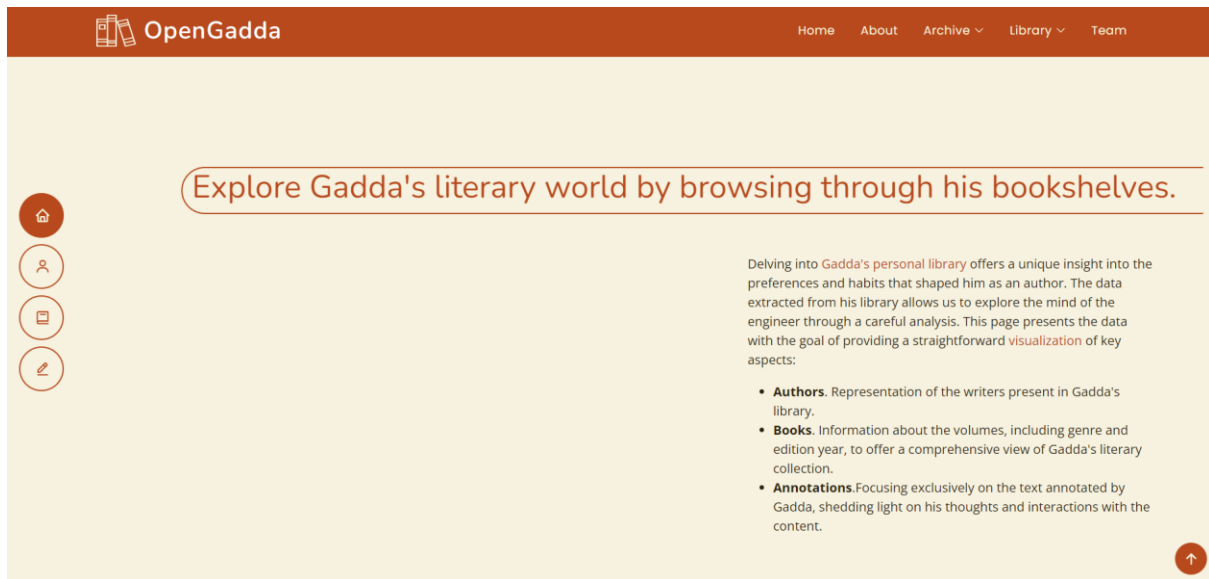 OpenGadda
Home About Archive Library Team
Explore Gadda's literary world by browsing through his bookshelves.
Delving into Gadda's personal library offers a unique insight into the
preferences and habits that shaped him as an author. The data
extracted from his library allows us to explore the mind of the
engineer through a careful analysis. This page presents the data
with the goal of providing a straightforward visualization of key
aspects:
• Authors. Representation of the writers present in Gadda's
library.
• Books. Information about the volumes, including genre and
edition year, to offer a comprehensive view of Gadda's literary
collection.
• Annotations.Focusing exclusively on the text annotated by
Gadda, shedding light on his thoughts and interactions with the
content.